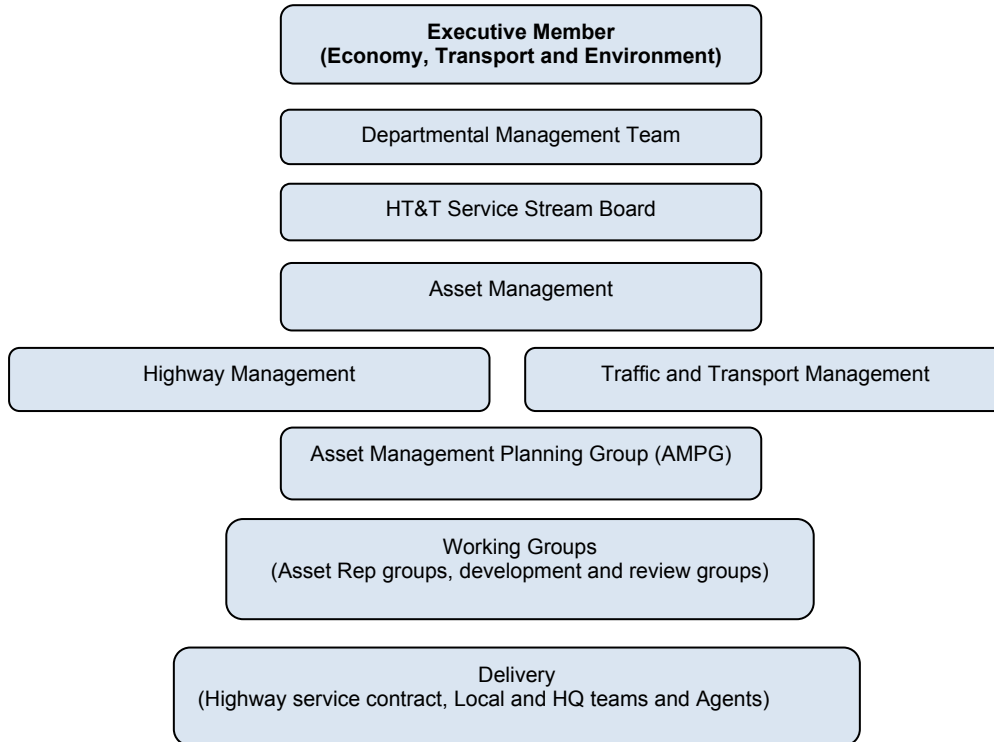 Executive Member
(Economy, Transport and Environment)
Departmental Management Team
HT&T Service Stream Board
Asset Management
Highway Management
Traffic and Transport Management
Asset Management Planning Group (AMPG)
Working Groups
(Asset Rep groups, development and review groups)
Delivery
(Highway service contract, Local and HQ teams and Agents)